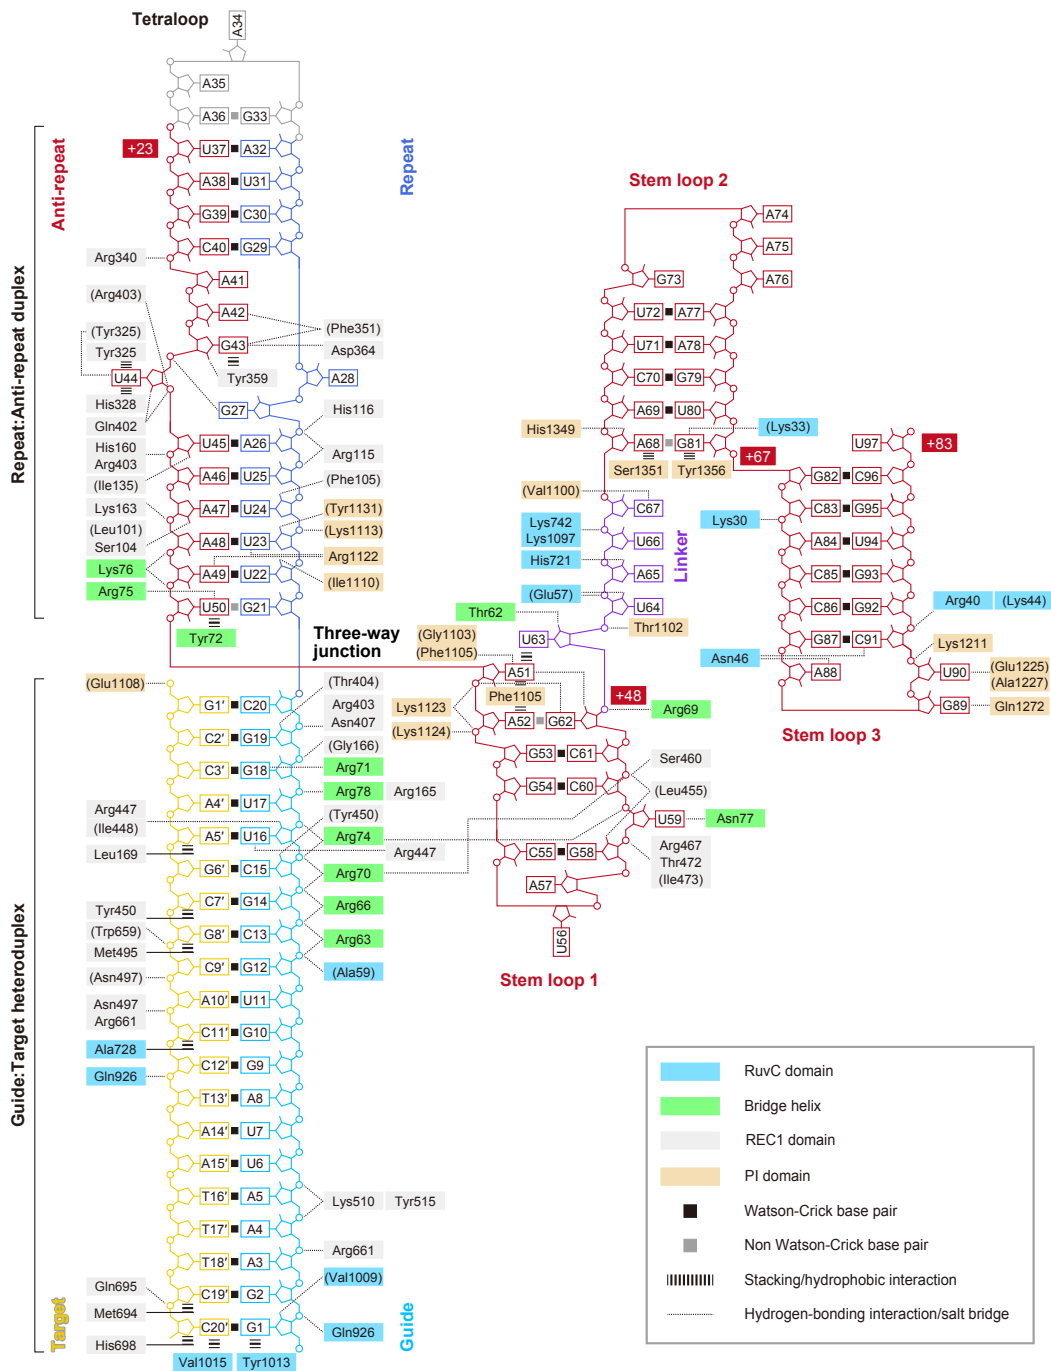 Tetraloop
A34
A35
A36 G33
+23
U37 A32
A38 U31
G39 C30
C40 G29
Anti-repeat
Repeat
Repeat:Anti-repeat duplex
Arg340
A41
(Arg403)
A42
(Phe351)
(Tyr325)
G43
Asp364
Tyr325
Tyr359
U44
A28
His328
G27
Gln402
His116
His160
U45 A26
Arg403
Arg115
(Ile135)
A46 U25
(Phe105)
Lys163
A47 U24
(Tyr1131)
(Leu101)
(Lys1113)
Ser104
A48 U23
Arg1122
Lys76
A49 U22
(Ile1110)
Arg75
U50 G21
Tyr72
Three-way
junction
Stem loop 2
A74
A75
G73
A76
U72 A77
U71 A78
C70 G79
A69 U80
His1349
A68 G81
(Lys33)
Ser1351
Tyr1356
+67
U97
+83
(Val1100)
C67
Lys742
Lys1097
U66
His721
A65
(Glu57)
U64
Linker
Thr62
Thr1102
U63
G82 C96
Lys30
C83 G95
A84 U94
C85 G93
C86 G92
Arg40
(Lys44)
G87 C91
Asn46
Lys1211
A88
U90
(Glu1225)
(Ala1227)
G89
Gln1272
Stem loop 3
(Gly1103)
(Phe1105)
A51
Phe1105
+48
Lys1123
Arg69
(Lys1124)
A52 G62
G53 C61
G54 C60
Ser460
(Leu455)
U59
Asn77
C55 G58
Arg467
Thr472
(Ile473)
A57
U56
Stem loop 1
Guide:Target heteroduplex
(Glu1108)
(Thr404)
G1′ C20
Arg403
Asn407
C2′ G19
(Gly166)
C3′ G18
Arg71
A4′ U17
Arg78
Arg165
Arg447
(Tyr450)
(Ile448)
A5′ U16
Arg74
Leu169
Arg447
G6′ C15
Arg70
Tyr450
C7′ G14
Arg66
(Trp659)
G8′ C13
Arg63
Met495
C9′ G12
(Ala59)
(Asn497)
Asn497
A10′ U11
Arg661
C11′ G10
Ala728
C12′ G9
Gln926
T13′ A8
A14′ U7
A15′ U6
T16′ A5
Lys510
Tyr515
T17′ A4
Arg661
T18′ A3
(Val1009)
Gln695
C19′ G2
Met694
C20′ G1
Gln926
His698
Val1015
Tyr1013
Target
Guide
RuvC domain
Bridge helix
REC1 domain
PI domain
Watson-Crick base pair
Non Watson-Crick base pair
Stacking/hydrophobic interaction
Hydrogen-bonding interaction/salt bridge